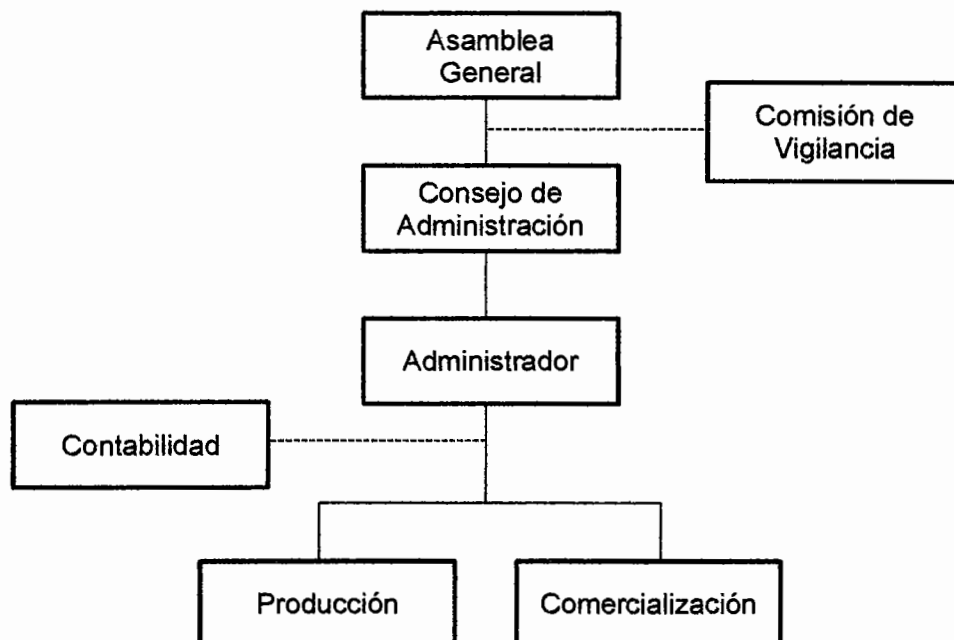 Asamblea
General
Comisión de
Vigilancia
Consejo de
Administración
Administrador
Contabilidad
Producción
Comercialización